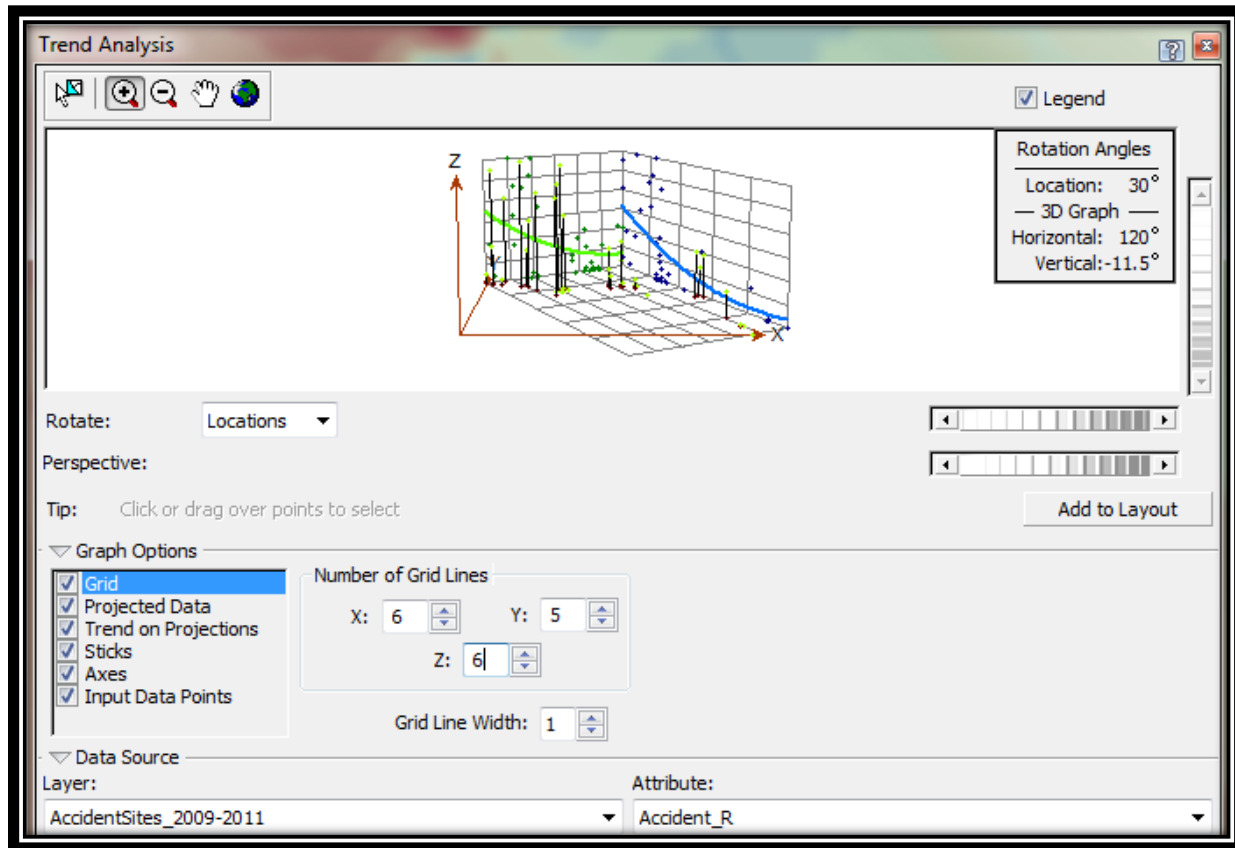 Trend Analysis
Legend
Rotation Angles
Location: 30°
— 3D Graph —
Horizontal: 120°
Vertical:-11.5°
Z
Y
X
Rotate: Locations
Perspective:
Tip: Click or drag over points to select
Add to Layout
Graph Options
Grid
Projected Data
Trend on Projections
Sticks
Axes
Input Data Points
Number of Grid Lines
X: 6 Y: 5
Z: 6
Grid Line Width: 1
Data Source
Layer: Attribute:
AccidentSites_2009-2011 Accident_R